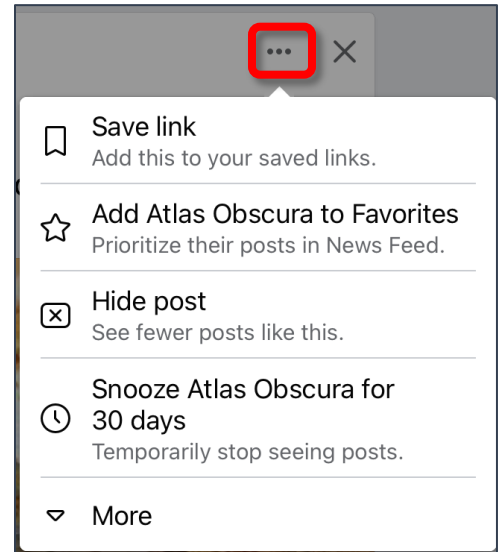 Save link
Add this to your saved links.
Add Atlas Obscura to Favorites
Prioritize their posts in News Feed.
Hide post
See fewer posts like this.
Snooze Atlas Obscura for
30 days
Temporarily stop seeing posts.
More